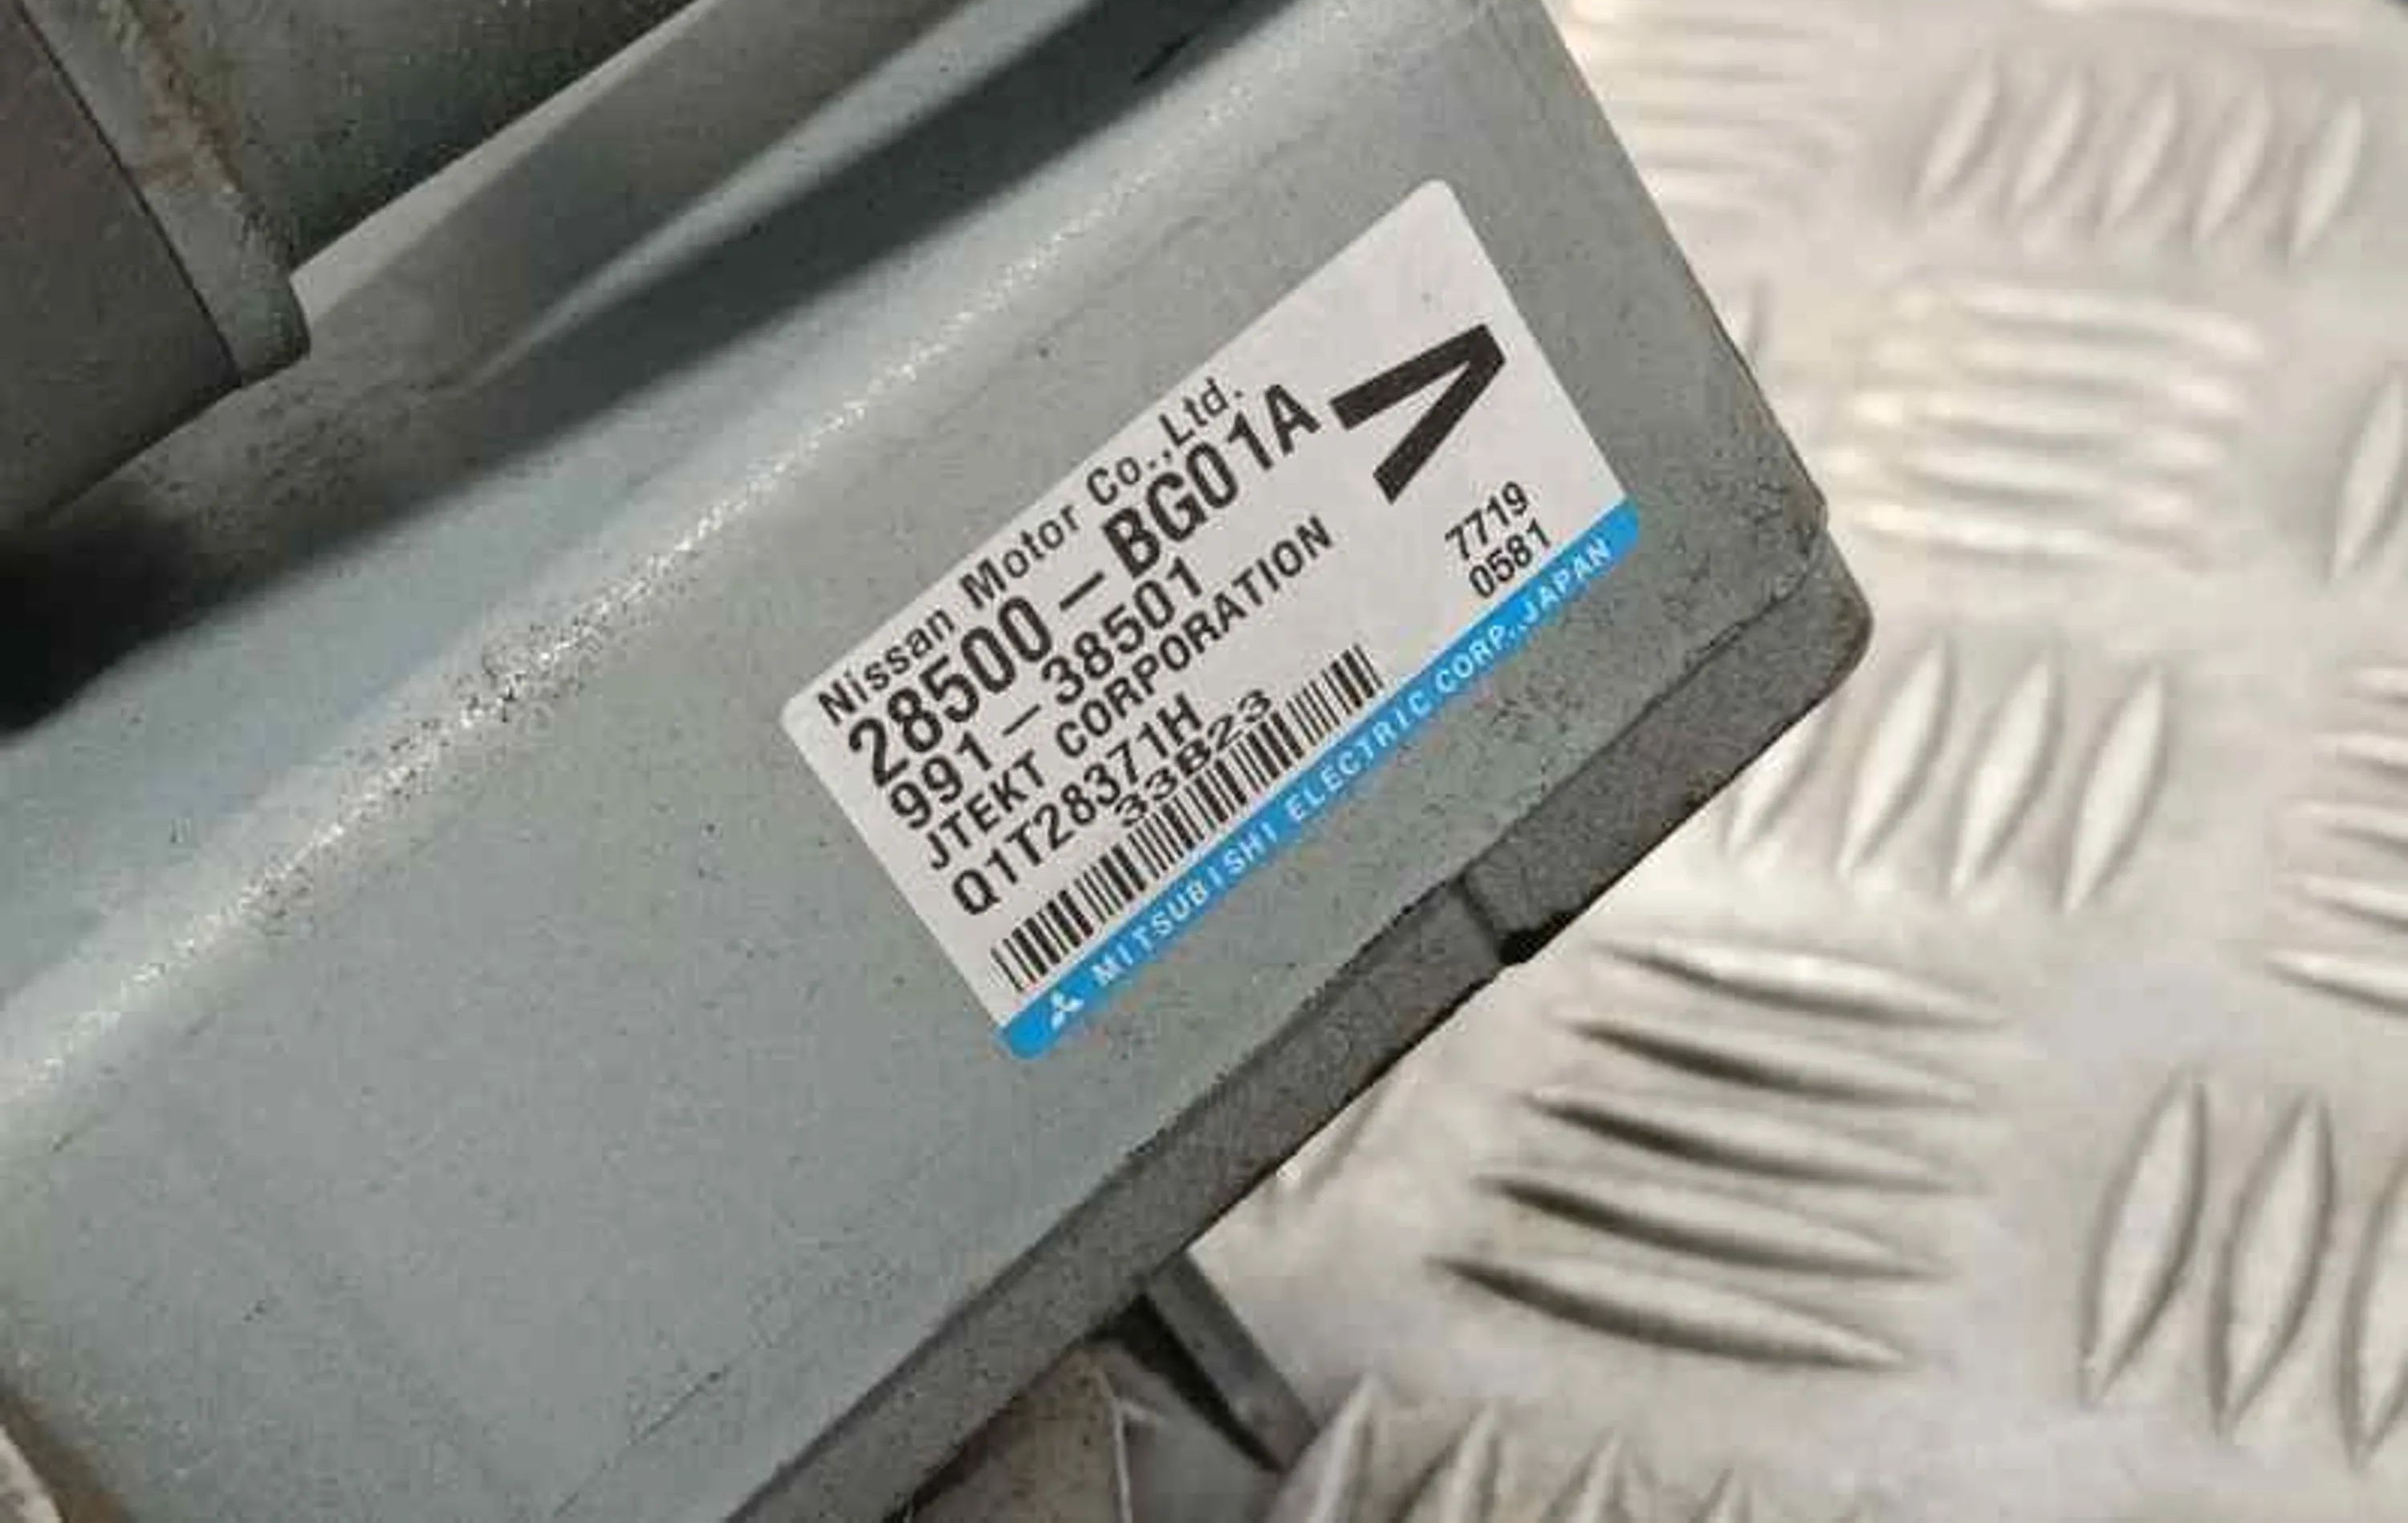 Nissan Motor Co.,Ltd.
28500-BG01A
V
991-38501
JTEKT CORPORATION
7719
Q1T28371H
0581
33B23
MITSUBISHI ELECTRIC CORP.,JAPAN